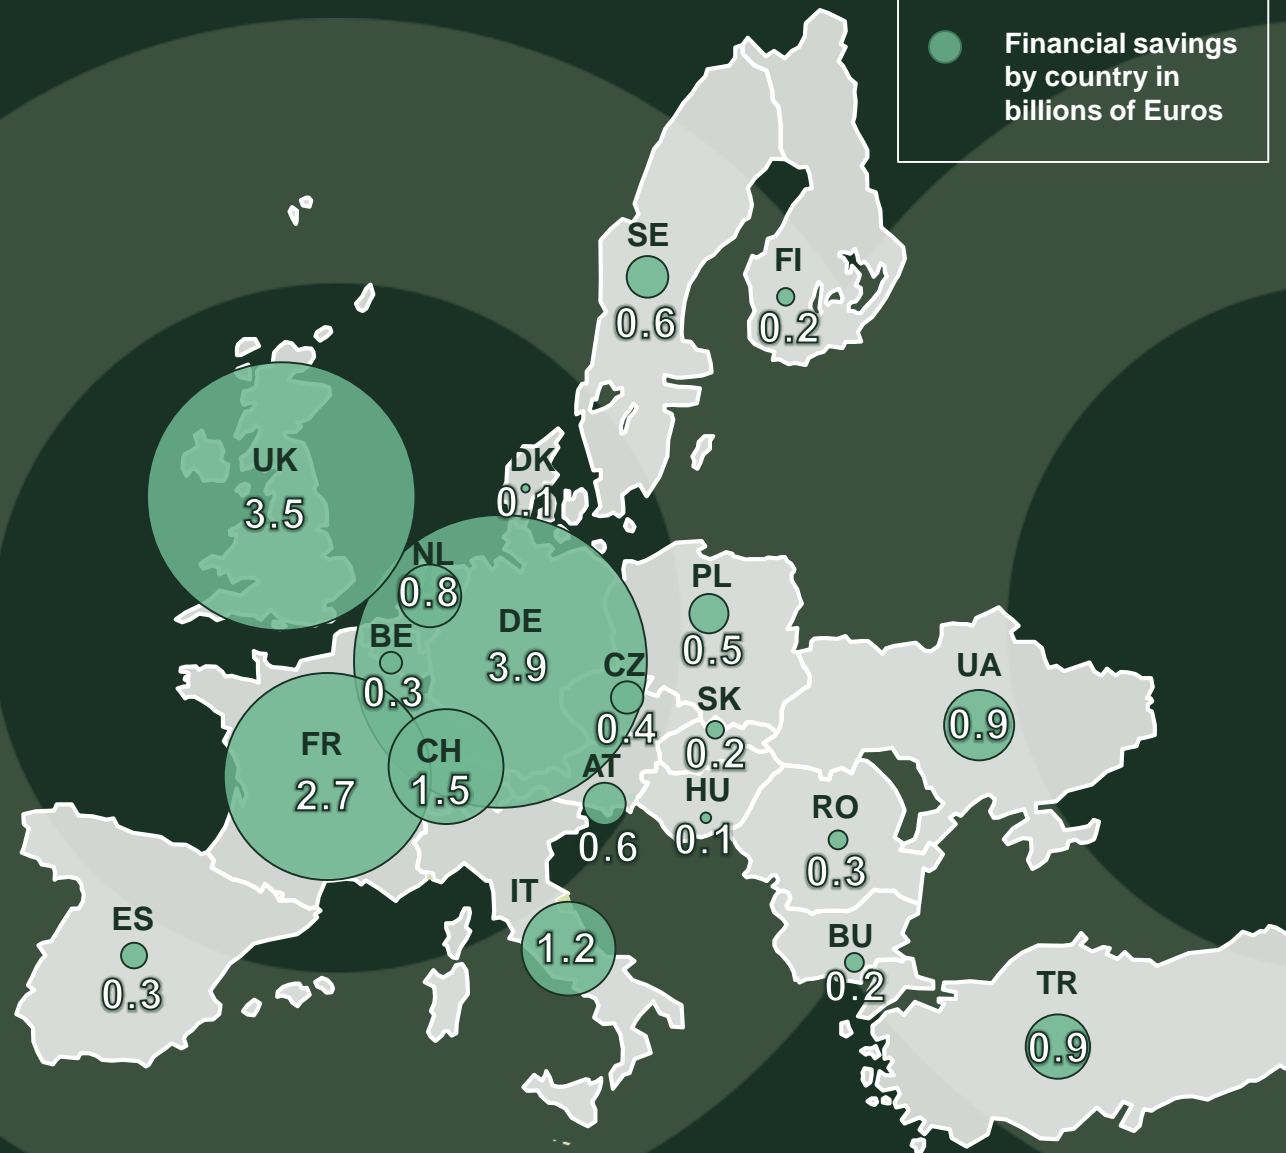 Financial savings
by country in
billions of Euros
SE
0.6
FI
0.2
UK
3.5
DK
0.1
NL
0.8
BE
0.3
DE
3.9
PL
0.5
CZ
0.4
SK
0.2
UA
0.9
FR
2.7
CH
1.5
AT
0.6
HU
0.1
RO
0.3
IT
1.2
ES
0.3
BU
0.2
TR
0.9